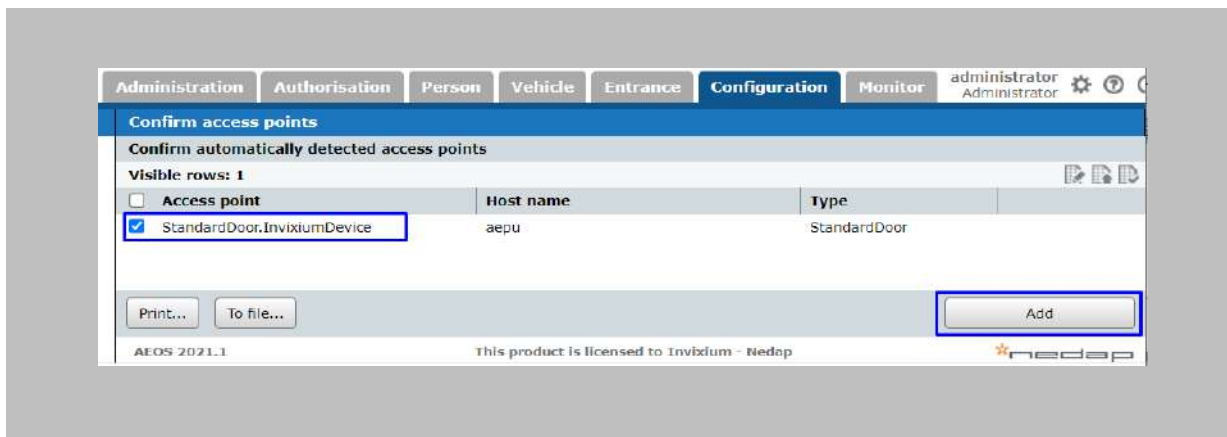 Administration Authorisation Person Vehicle Entrance Configuration Monitor administrator
Administrator
Confirm access points
Confirm automatically detected access points
Visible rows: 1
Access point Host name Type
StandardDoor.InvixiumDevice aepu StandardDoor
Print... To file... Add
AEOS 2021.1 This product is licensed to Invixium - Nedap nedap